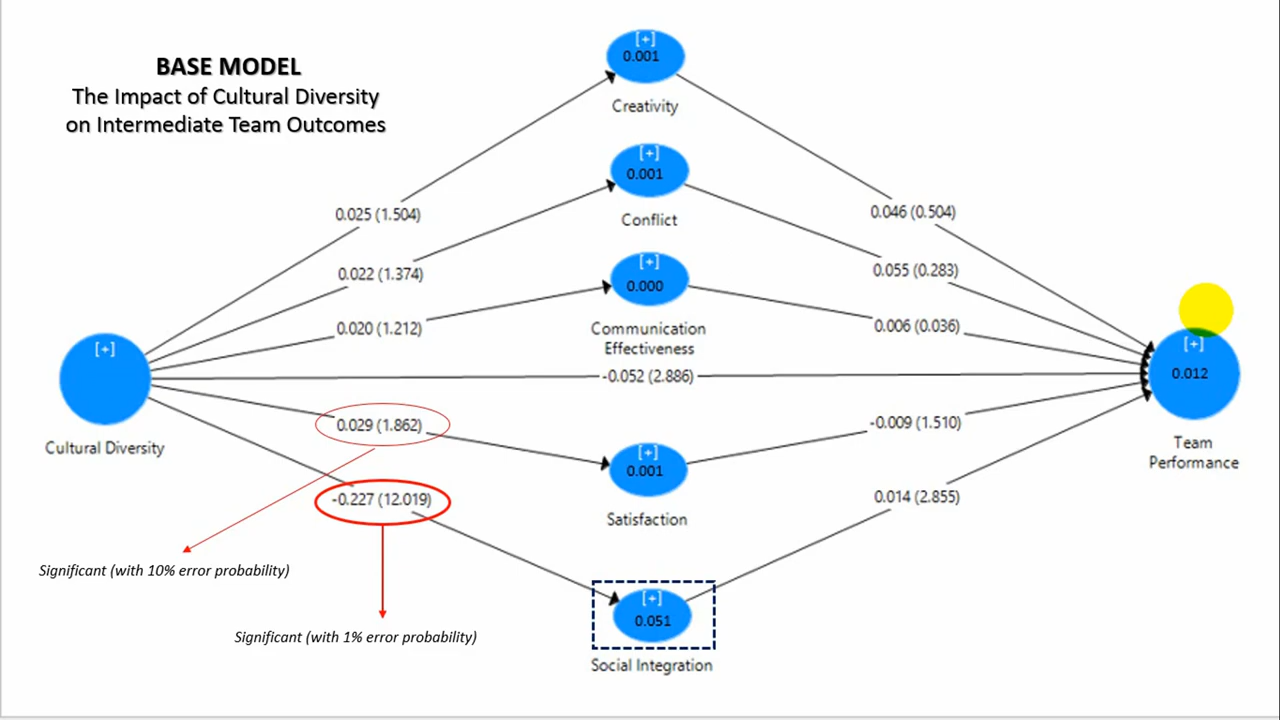 BASE MODEL
The Impact of Cultural Diversity
on Intermediate Team Outcomes
[+]
0.001
Creativity
[+]
0.001
Conflict
[+]
0.000
Communication
Effectiveness
0.025 (1.504)
0.022 (1.374)
0.020 (1.212)
0.046 (0.504)
0.055 (0.283)
0.006 (0.036)
[+]
Cultural Diversity
-0.052 (2.886)
[+]
0.012
Team
Performance
0.029 (1.862)
-0.227 (12.019)
-0.009 (1.510)
0.014 (2.855)
[+]
0.001
Satisfaction
[+]
0.051
Social Integration
Significant (with 10% error probability)
Significant (with 1% error probability)